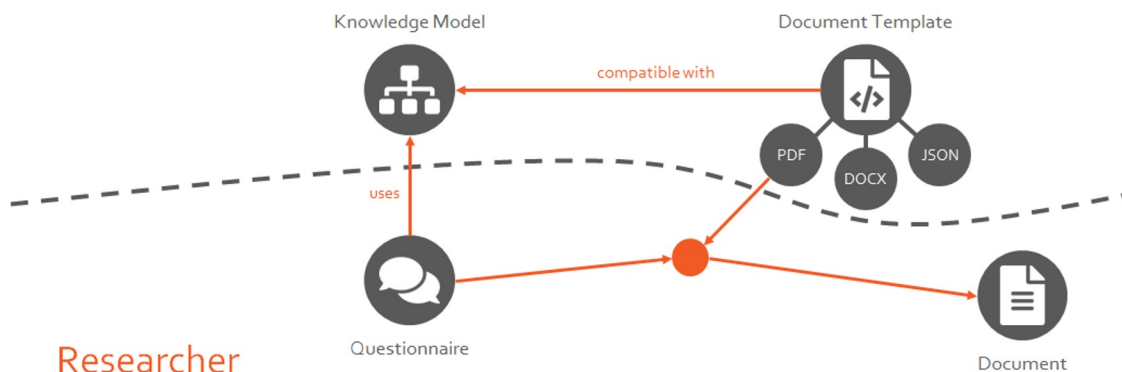 Knowledge Model
Document Template
compatible with
PDF
DOCX
JSON
uses
Questionnaire
Document
Researcher